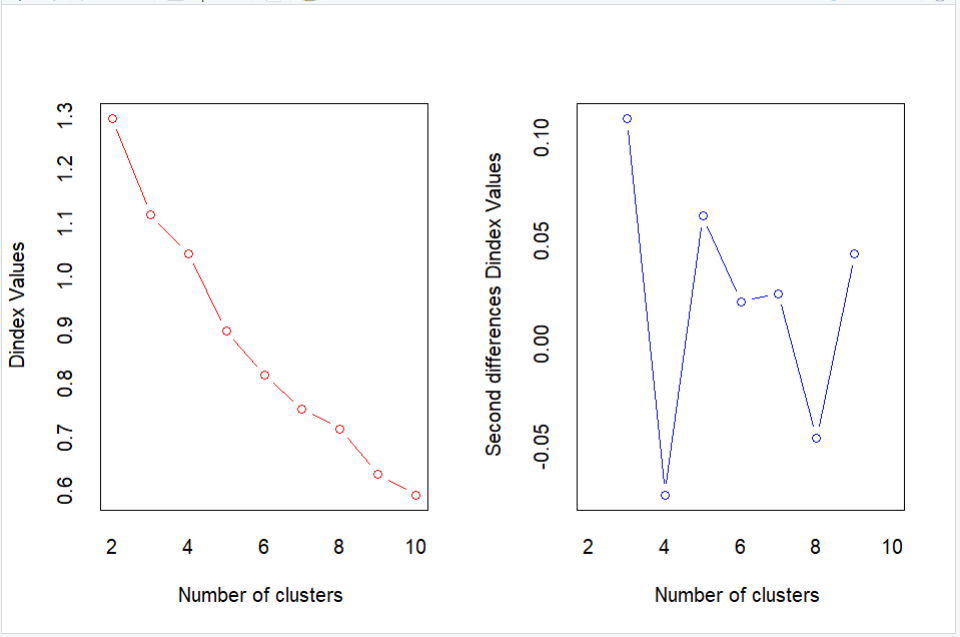 Dindex Values
1.3
1.2
1.1
1.0
0.9
0.8
0.7
0.6
2 4 6 8 10
Number of clusters
Second differences Dindex Values
0.10
0.05
0.00
-0.05
2 4 6 8 10
Number of clusters